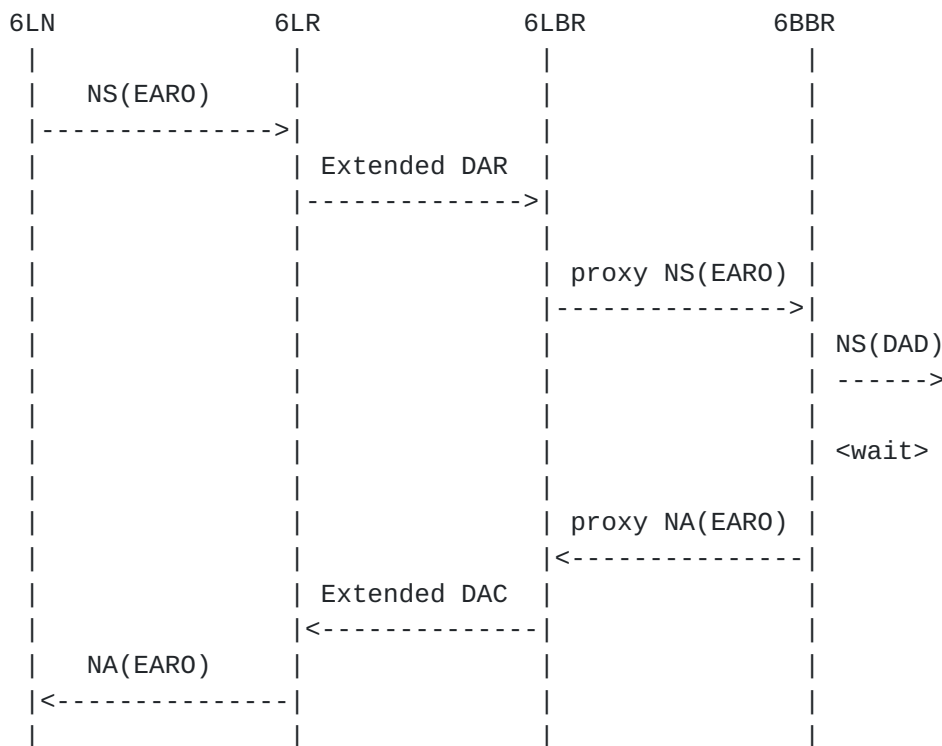 6LN 6LR 6LBR 6BBR
NS(EARO)
Extended DAR
proxy NS(EARO)
NS(DAD)
<wait>
proxy NA(EARO)
Extended DAC
NA(EARO)